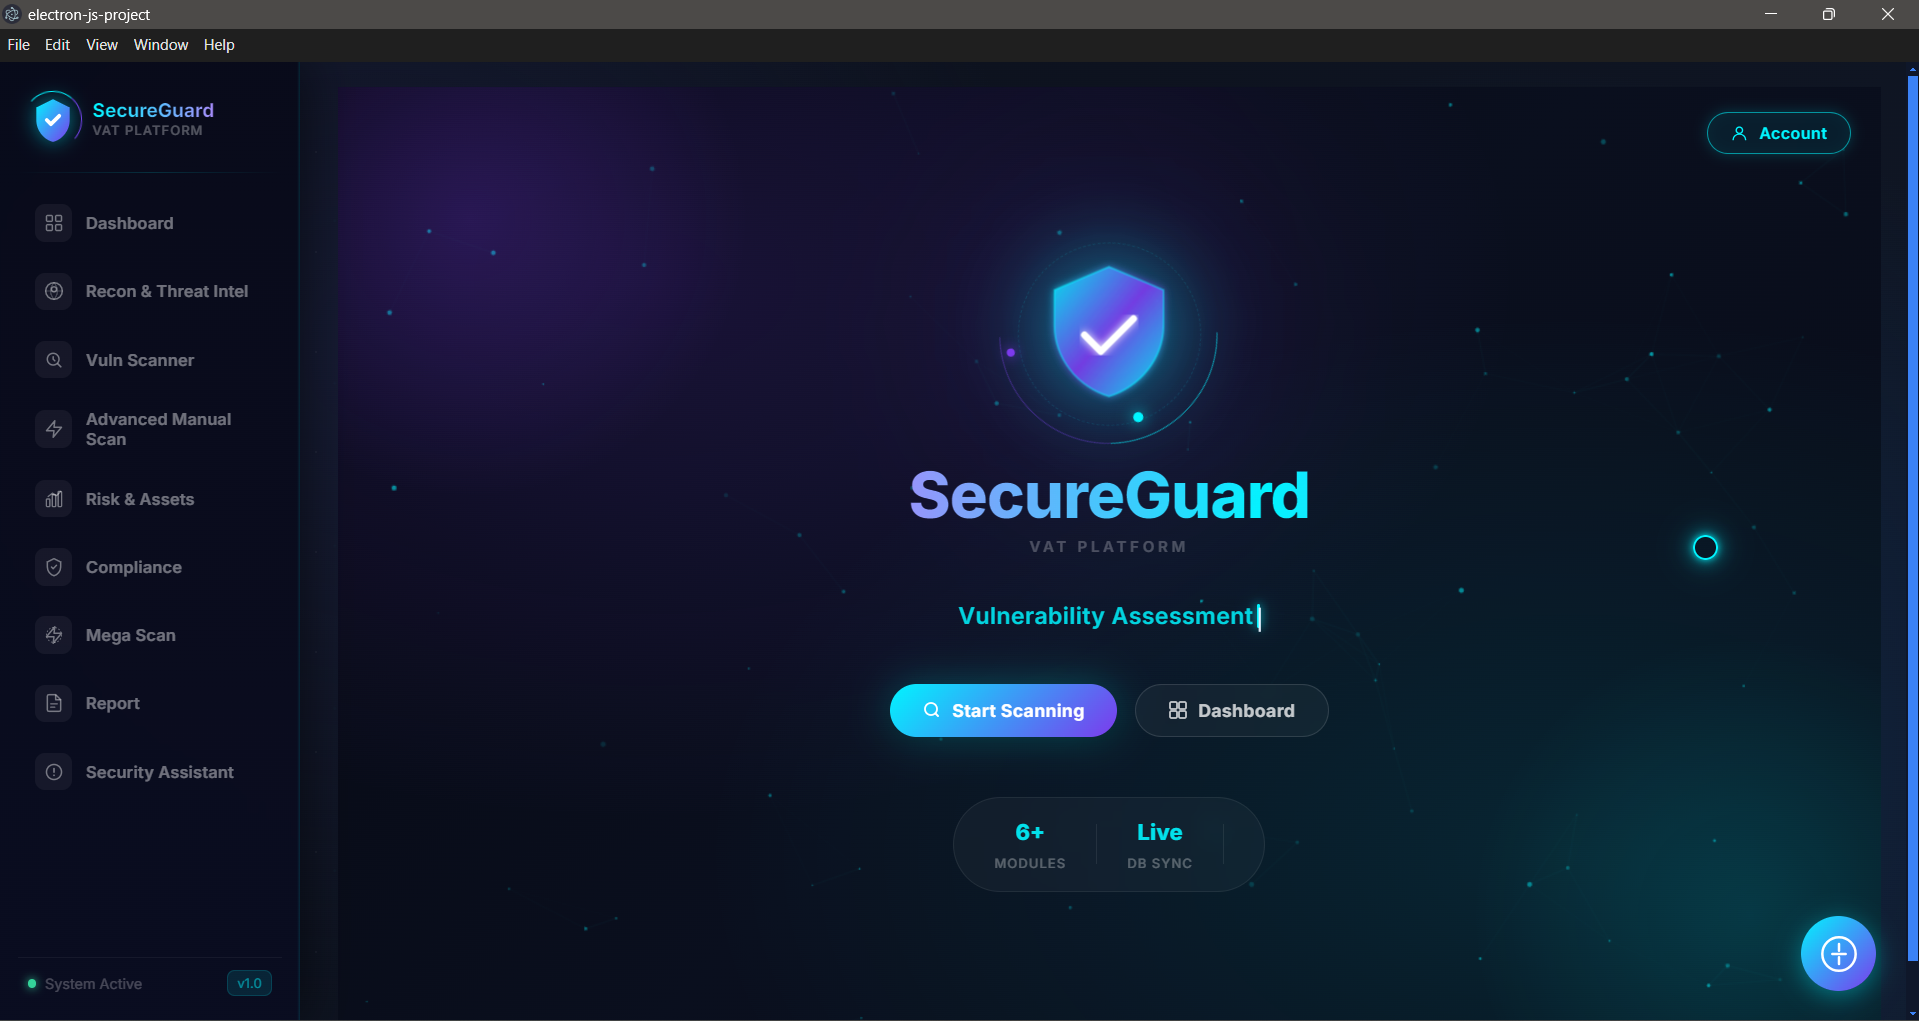 electron-js-project
File Edit View Window Help
SecureGuard
VAT PLATFORM
Account
Dashboard
Recon & Threat Intel
Vuln Scanner
Advanced Manual
Scan
Risk & Assets
Compliance
Mega Scan
Report
Security Assistant
System Active
v1.0
SecureGuard
VAT PLATFORM
Vulnerability Assessment
Start Scanning
Dashboard
6+
MODULES
Live
DB SYNC